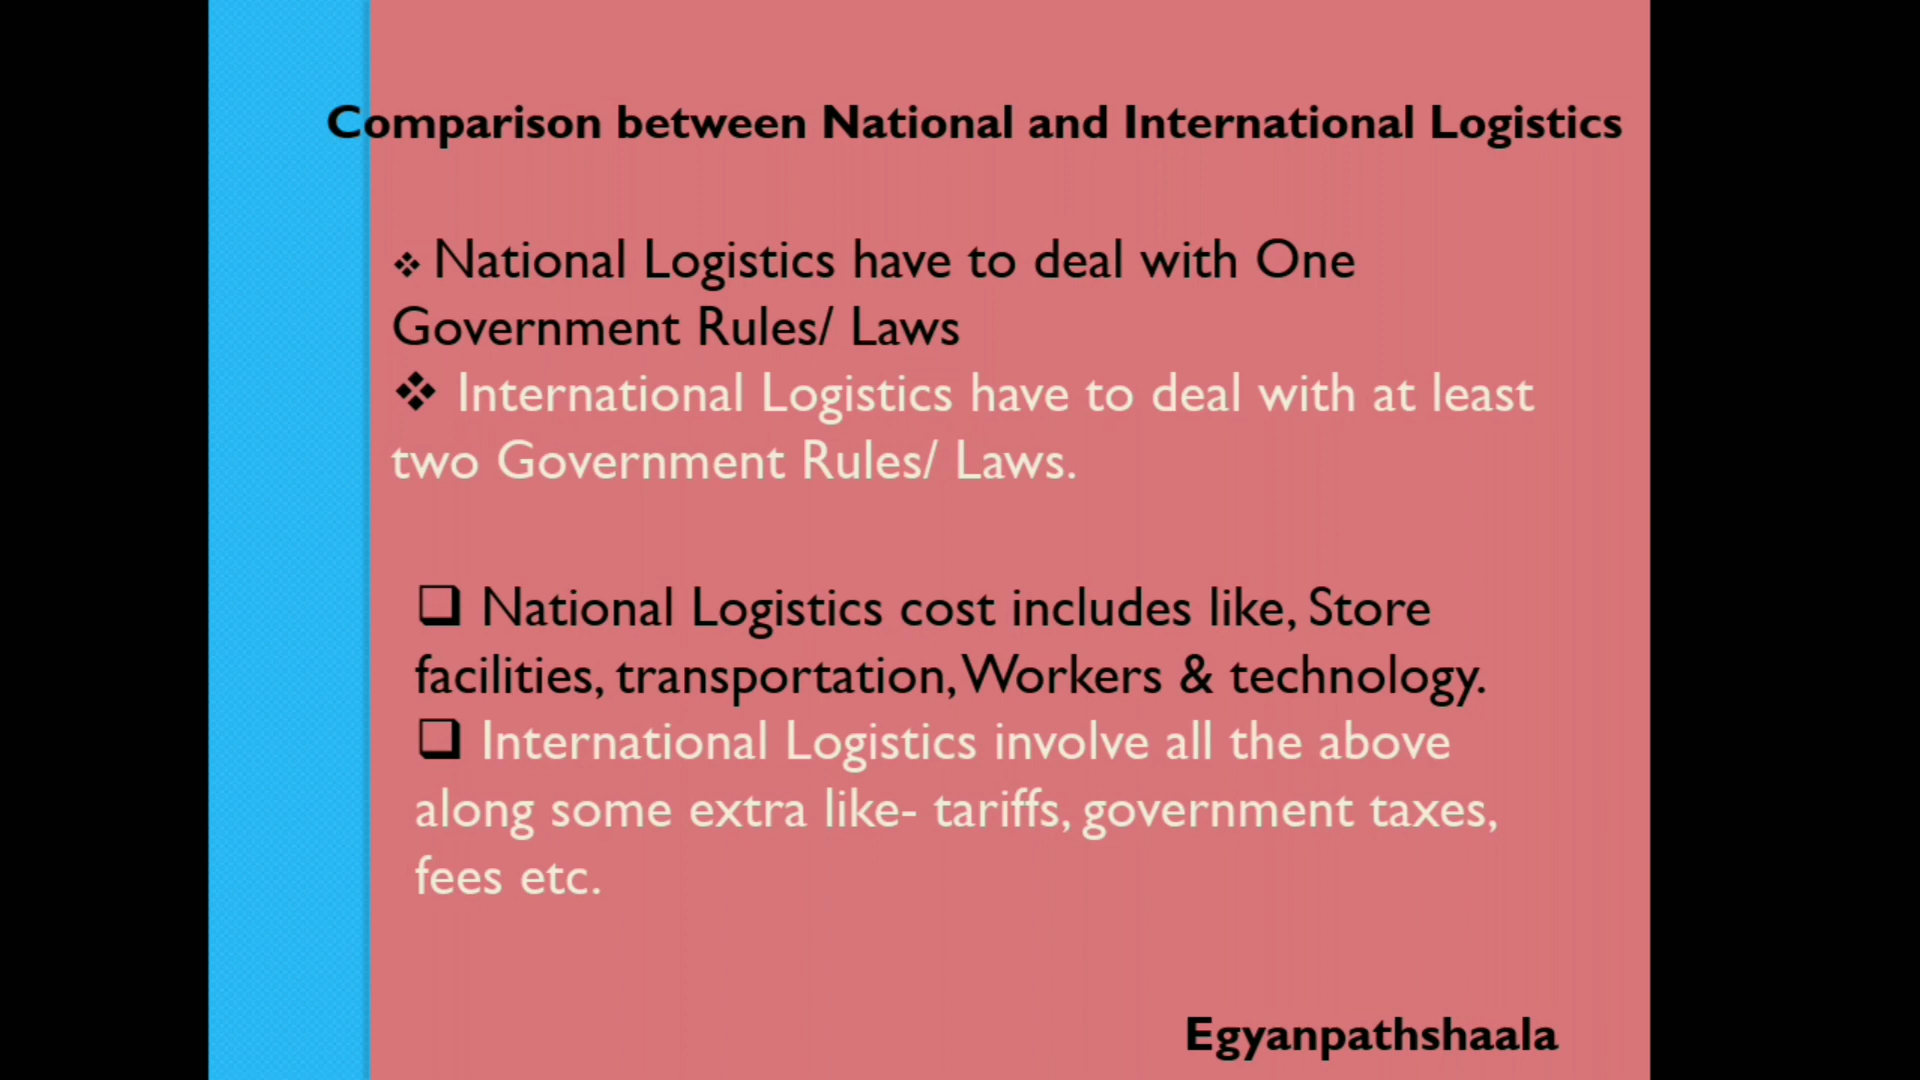 Comparison between National and International Logistics
❖ National Logistics have to deal with One
Government Rules/ Laws
❖ International Logistics have to deal with at least
two Government Rules/ Laws.
❑ National Logistics cost includes like, Store
facilities, transportation, Workers & technology.
❑ International Logistics involve all the above
along some extra like- tariffs, government taxes,
fees etc.
Egyanpathshaala